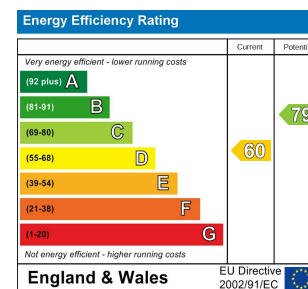 Energy Efficiency Rating
Current Potenti
Very energy efficient - lower running costs
(92 plus) A
(81-91) B
79
(69-80) C
(55-68) D
60
(39-54) E
(21-38) F
(1-20) G
Not energy efficient - higher running costs
England & Wales
EU Directive
2002/91/EC